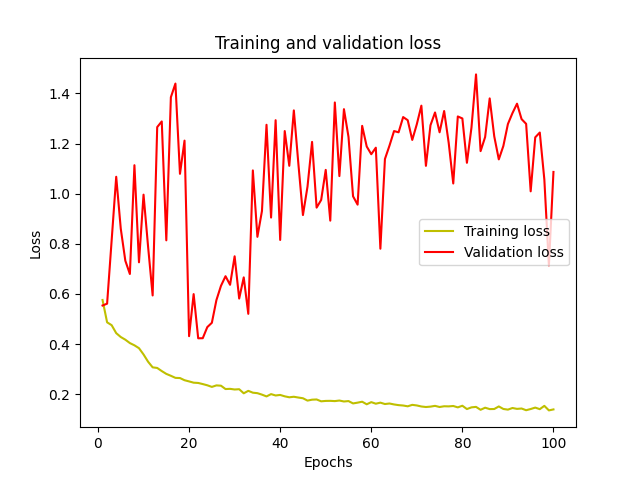 Training and validation loss
Loss
1.4
1.2
1.0
0.8
0.6
0.4
0.2
Training loss
Validation loss
0 20 40 60 80 100
Epochs